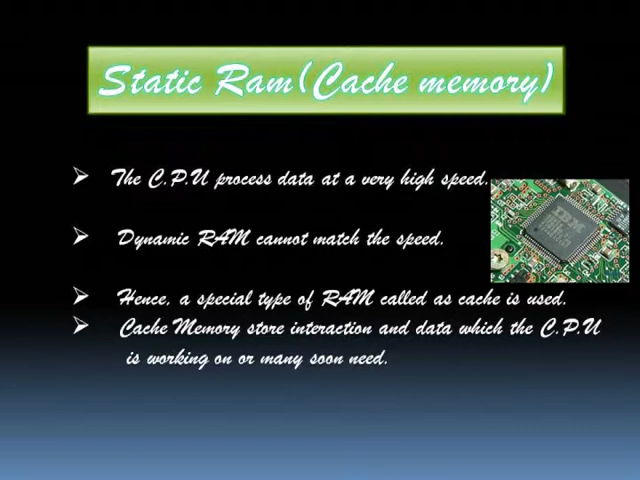 Static Ram(Cache memory)
The C.P.U process data at a very high speed.
Dynamic RAM cannot match the speed.
Hence, a special type of RAM called as cache is used.
Cache Memory store interaction and data which the C.P.U
is working on or many soon need.
IBM